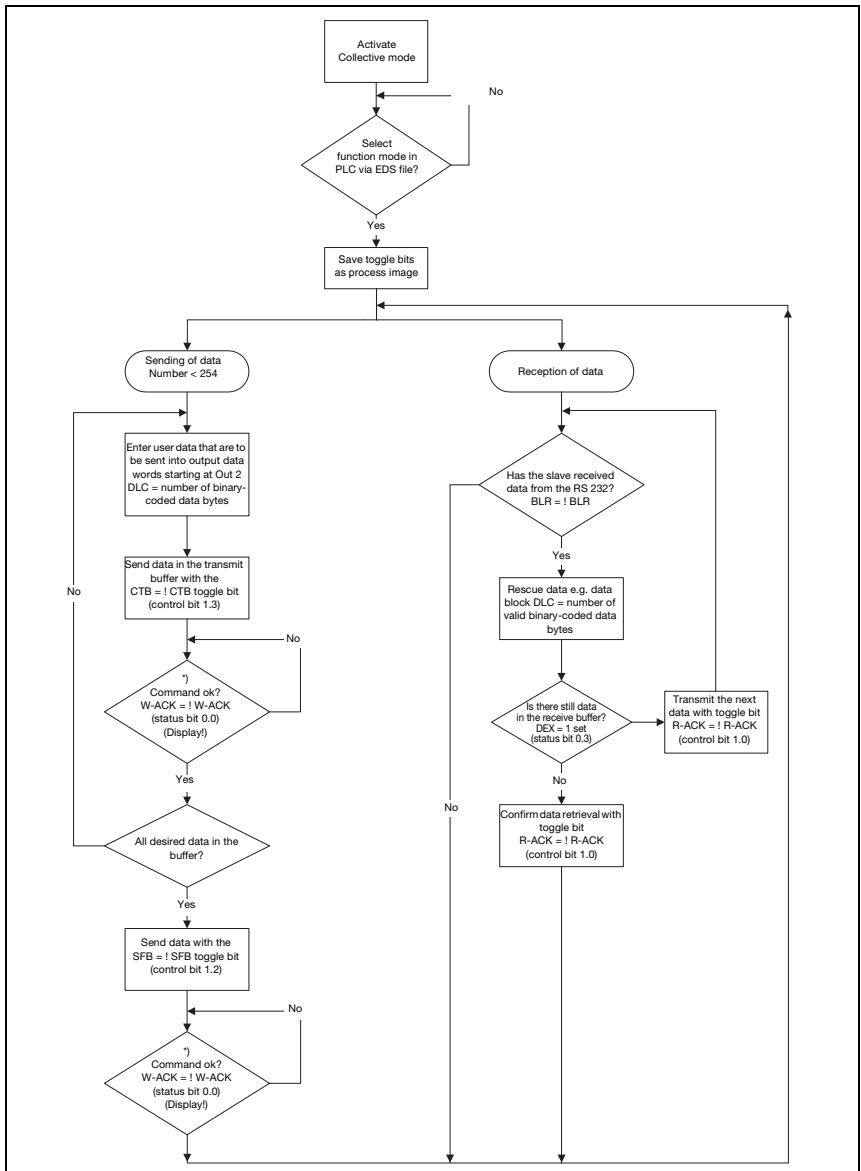 Activate
Collective mode
No
Select
function mode in
PLC via EDS file?
Yes
Save toggle bits
as process image
Sending of data
Number < 254
Enter user data that are to
be sent into output data
words starting at Out 2
DLC = number of binary-
coded data bytes
Send data in the transmit
buffer with the
CTB = ! CTB toggle bit
(control bit 1.3)
No
No
*)
Command ok?
W-ACK = ! W-ACK
(status bit 0.0)
(Display!)
Yes
All desired data in the
buffer?
Yes
Send data with the
SFB = ! SFB toggle bit
(control bit 1.2)
No
*)
Command ok?
W-ACK = ! W-ACK
(status bit 0.0)
(Display!)
Reception of data
Has the slave received
data from the RS 232?
BLR = ! BLR
Yes
Rescue data e.g. data
block DLC = number of
valid binary-coded data
bytes
Is there still data
in the receive buffer?
DEX = 1 set
(status bit 0.3)
Transmit the next
data with toggle bit
R-ACK = ! R-ACK
(control bit 1.0)
No
No
Confirm data retrieval with
toggle bit
R-ACK = ! R-ACK
(control bit 1.0)